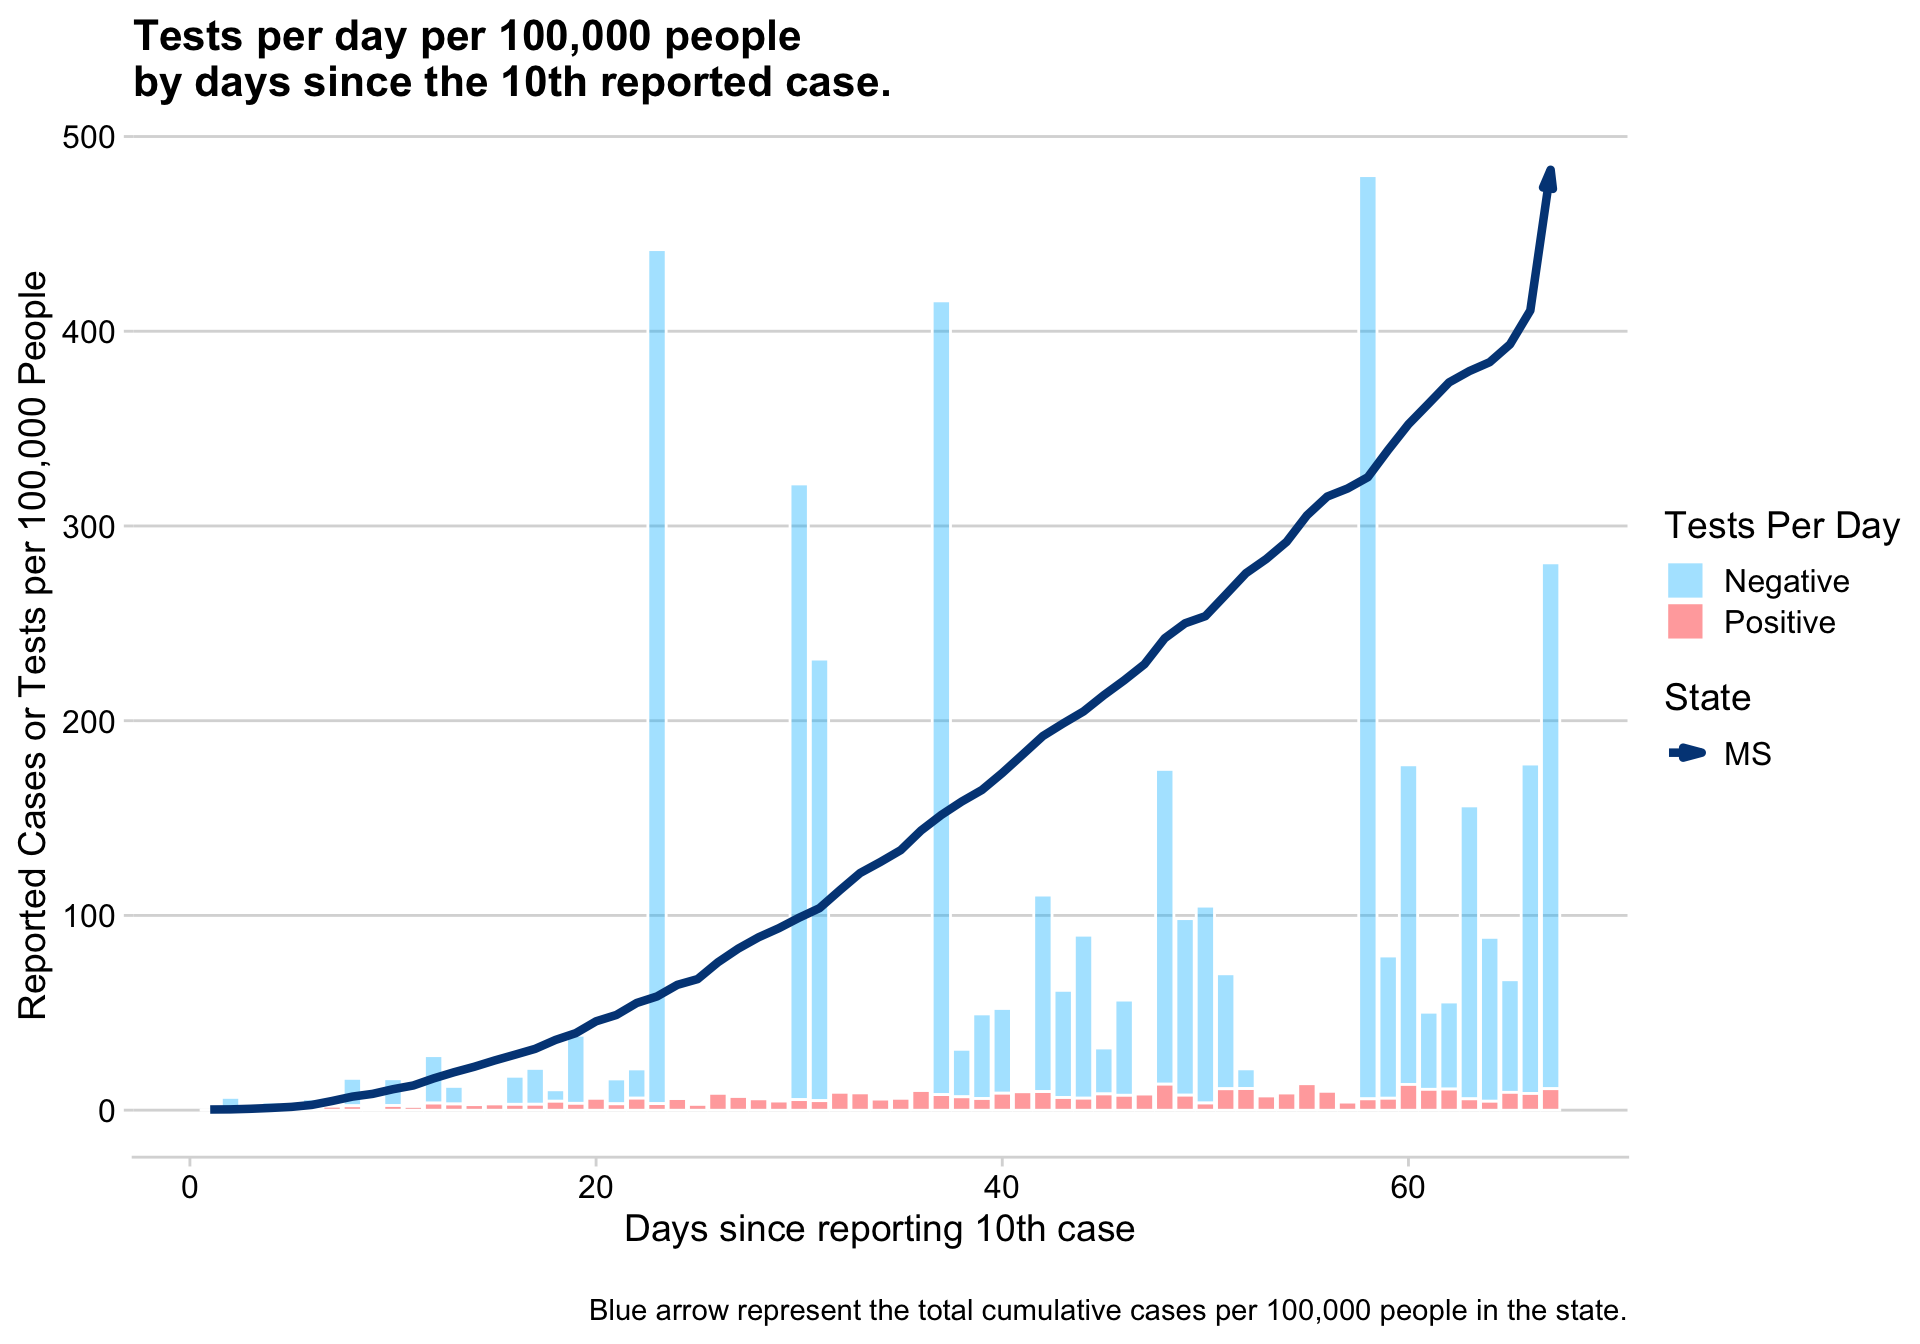 Tests per day per 100,000 people
by days since the 10th reported case.
Reported Cases or Tests per 100,000 People
500
400
300
200
100
0
0
20
40
60
Days since reporting 10th case
Tests Per Day
Negative
Positive
State
MS
Blue arrow represent the total cumulative cases per 100,000 people in the state.